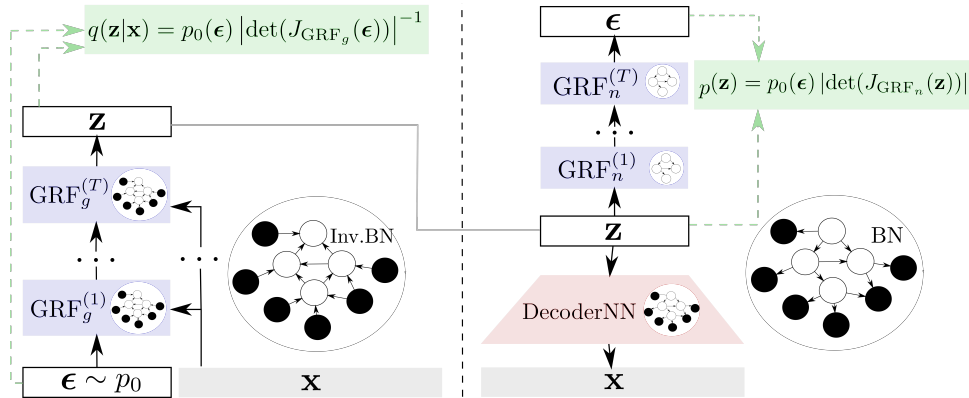 q(𝐳|𝐱) = p₀(𝛜) |det(J_{GRF_g}(𝛜))|⁻¹
𝐳
GRF_g^{(T)}
···
···
GRF_g^{(1)}
Inv.BN
𝛜 ∼ p₀
𝐱
𝛜
GRF_n^{(T)}
p(𝐳) = p₀(𝛜) |det(J_{GRF_n}(𝐳))|
···
GRF_n^{(1)}
𝐳
BN
DecoderNN
𝐱